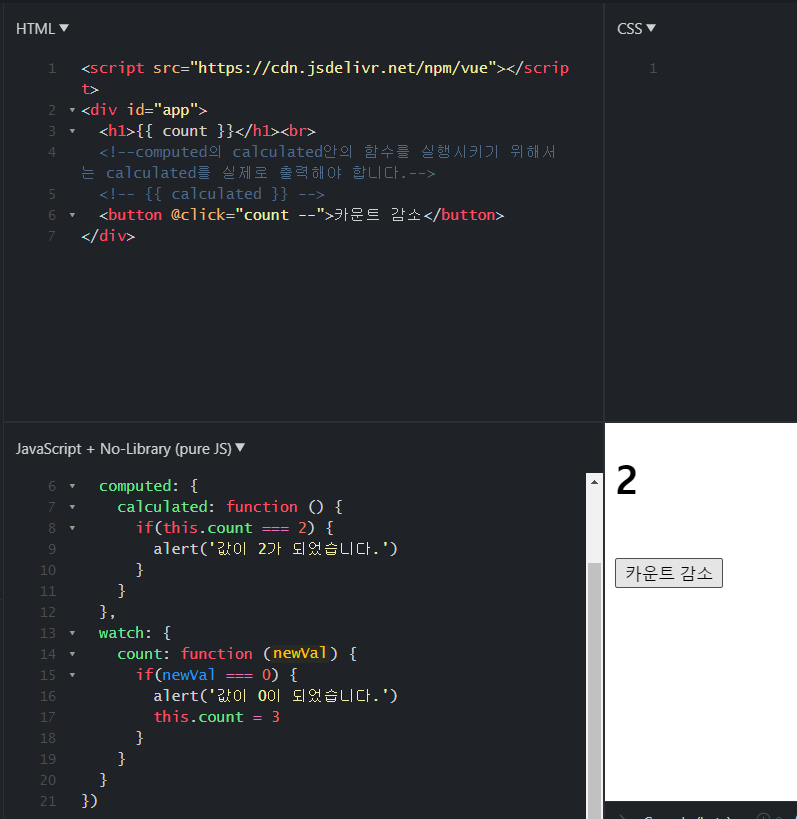 HTML ▼
CSS ▼
1 <script src="https://cdn.jsdelivr.net/npm/vue"></scrip
t>
2 <div id="app">
3 <h1>{{ count }}</h1><br>
4 <!--computed의 calculated안의 함수를 실행시키기 위해서
는 calculated를 실제로 출력해야 합니다.-->
5 <!-- {{ calculated }} -->
6 <button @click="count --">카운트 감소</button>
7 </div>
1
JavaScript + No-Library (pure JS) ▼
6 computed: {
7 calculated: function () {
8 if(this.count === 2) {
9 alert('값이 2가 되었습니다.')
10 }
11 }
12 },
13 watch: {
14 count: function (newVal) {
15 if(newVal === 0) {
16 alert('값이 0이 되었습니다.')
17 this.count = 3
18 }
19 }
20 }
21 })
2
카운트 감소